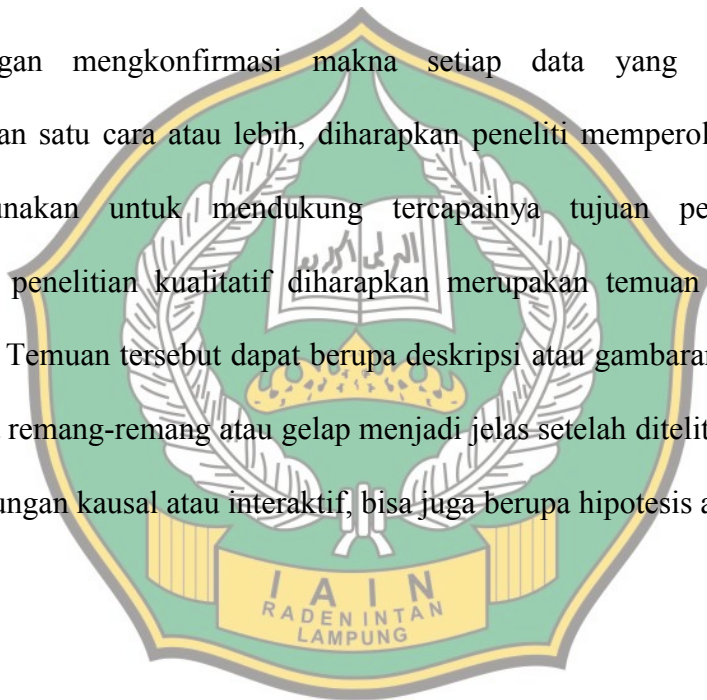 gan mengkonfirmasi makna setiap data yang
an satu cara atau lebih, diharapkan peneliti memperol
unakan untuk mendukung tercapainya tujuan pe
penelitian kualitatif diharapkan merupakan temuan
Temuan tersebut dapat berupa deskripsi atau gambaran
remang-remang atau gelap menjadi jelas setelah ditelit
ungan kausal atau interaktif, bisa juga berupa hipotesis a
IAIN
RADEN INTAN
LAMPUNG